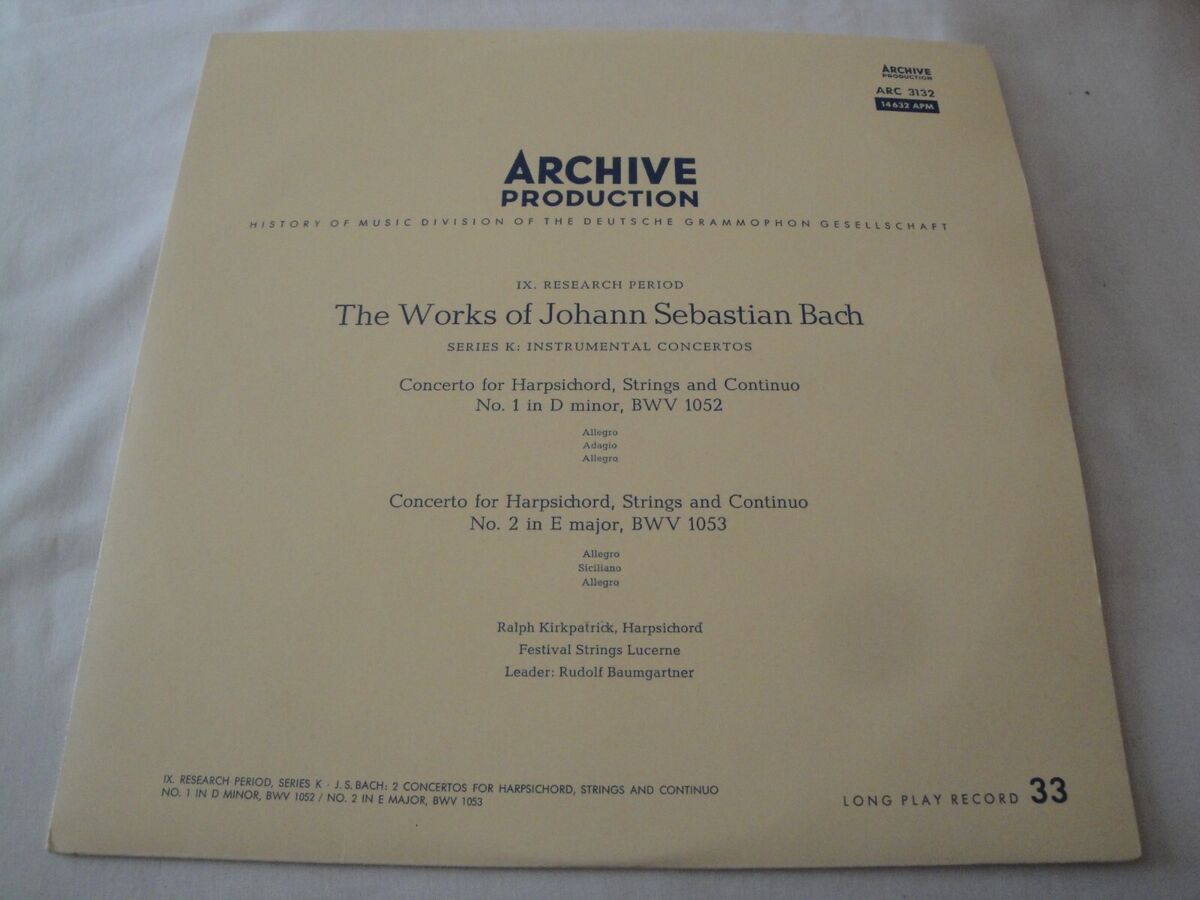 ARCHIVE
PRODUCTION
ARC 3132
14632 APM
ARCHIVE
PRODUCTION
HISTORY OF MUSIC DIVISION OF THE DEUTSCHE GRAMMOPHON GESELLSCHAFT
IX. RESEARCH PERIOD
The Works of Johann Sebastian Bach
SERIES K: INSTRUMENTAL CONCERTOS
Concerto for Harpsichord, Strings and Continuo
No. 1 in D minor, BWV 1052
Allegro
Adagio
Allegro
Concerto for Harpsichord, Strings and Continuo
No. 2 in E major, BWV 1053
Allegro
Siciliano
Allegro
Ralph Kirkpatrick, Harpsichord
Festival Strings Lucerne
Leader: Rudolf Baumgartner
IX. RESEARCH PERIOD, SERIES K · J. S. BACH: 2 CONCERTOS FOR HARPSICHORD, STRINGS AND CONTINUO
NO. 1 IN D MINOR, BWV 1052 / NO. 2 IN E MAJOR, BWV 1053
LONG PLAY RECORD 33